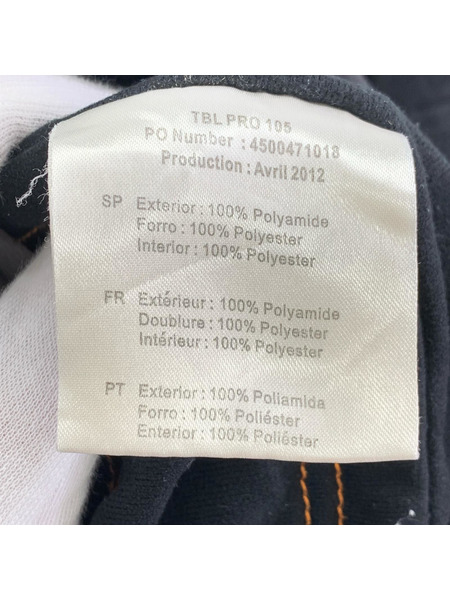 TBL PRO 105
PO Number : 4500471018
Production : Avril 2012
SP Exterior : 100% Polyamide
Forro : 100% Polyester
Interior : 100% Polyester
FR Extérieur : 100% Polyamide
Doublure : 100% Polyester
Intérieur : 100% Polyester
PT Exterior : 100% Poliamida
Forro : 100% Poliéster
Enterior : 100% Poliéster